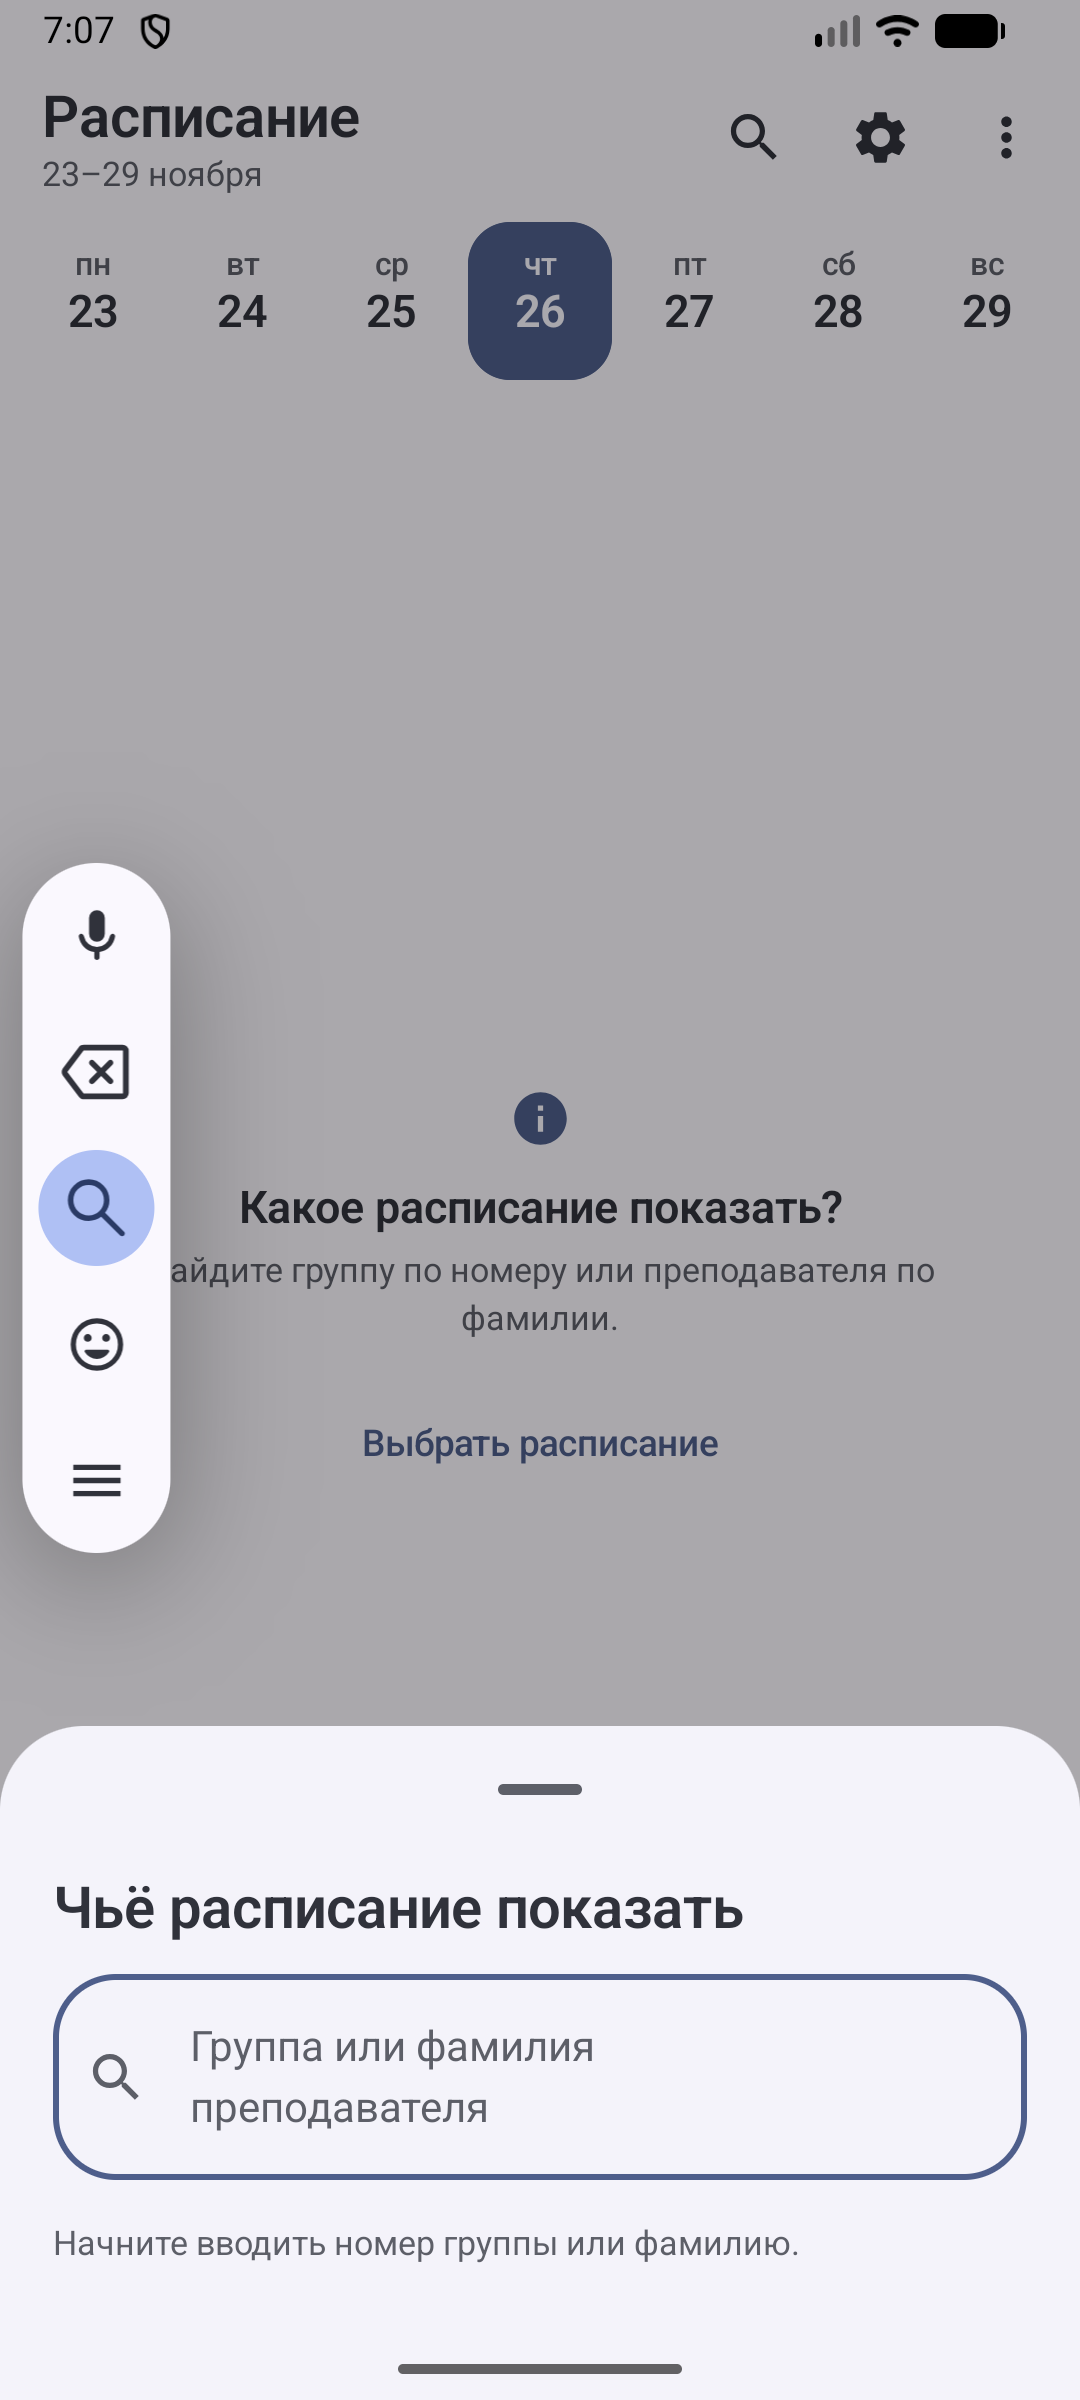 7:07
Расписание
23–29 ноября
пн вт ср чт пт сб вс
23 24 25 26 27 28 29
Какое расписание показать?
айдите группу по номеру или преподавателя по
фамилии.
Выбрать расписание
Чьё расписание показать
Группа или фамилия
преподавателя
Начните вводить номер группы или фамилию.